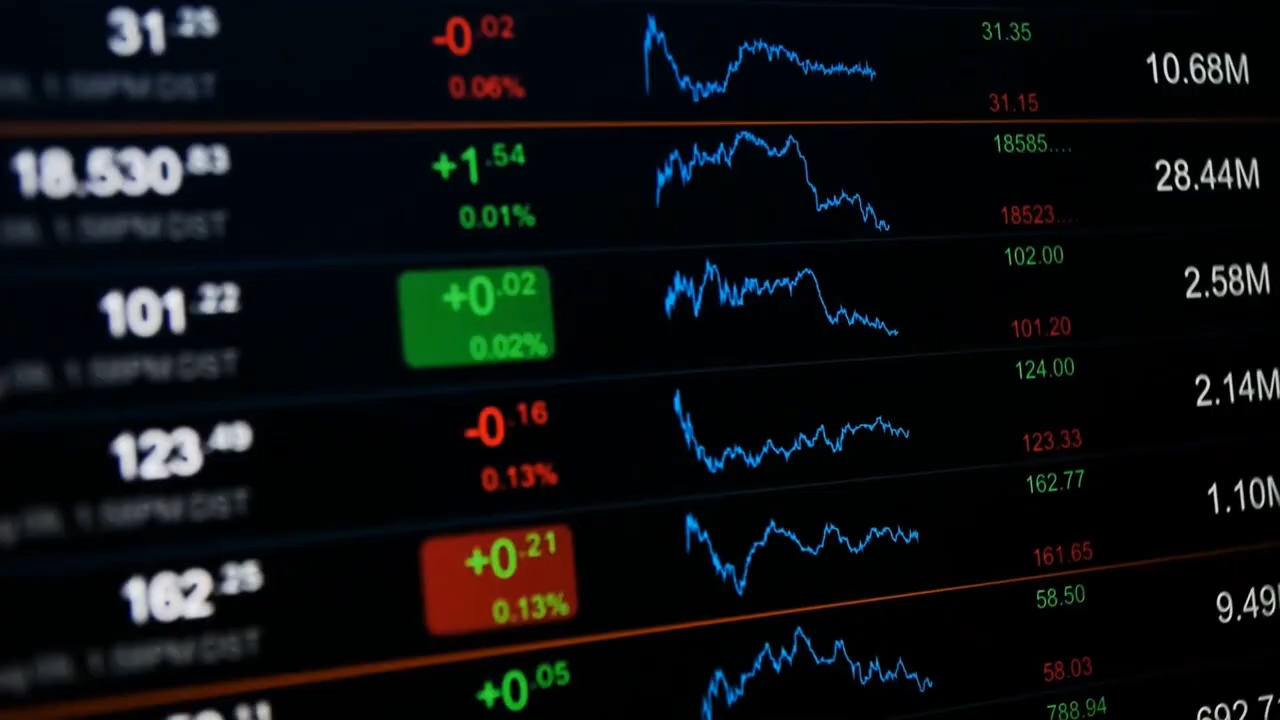 31.25 -0.02 31.35 10.68M
0.06% 31.15
18.530.83 +1.54 18585.... 28.44M
0.01% 18523....
101.22 +0.02 102.00 2.58M
0.02% 101.20
123.49 -0.16 124.00 2.14M
0.13% 123.33
162.25 +0.21 162.77 1.10M
0.13% 161.65
+0.05 58.50 9.49
58.03
788.94